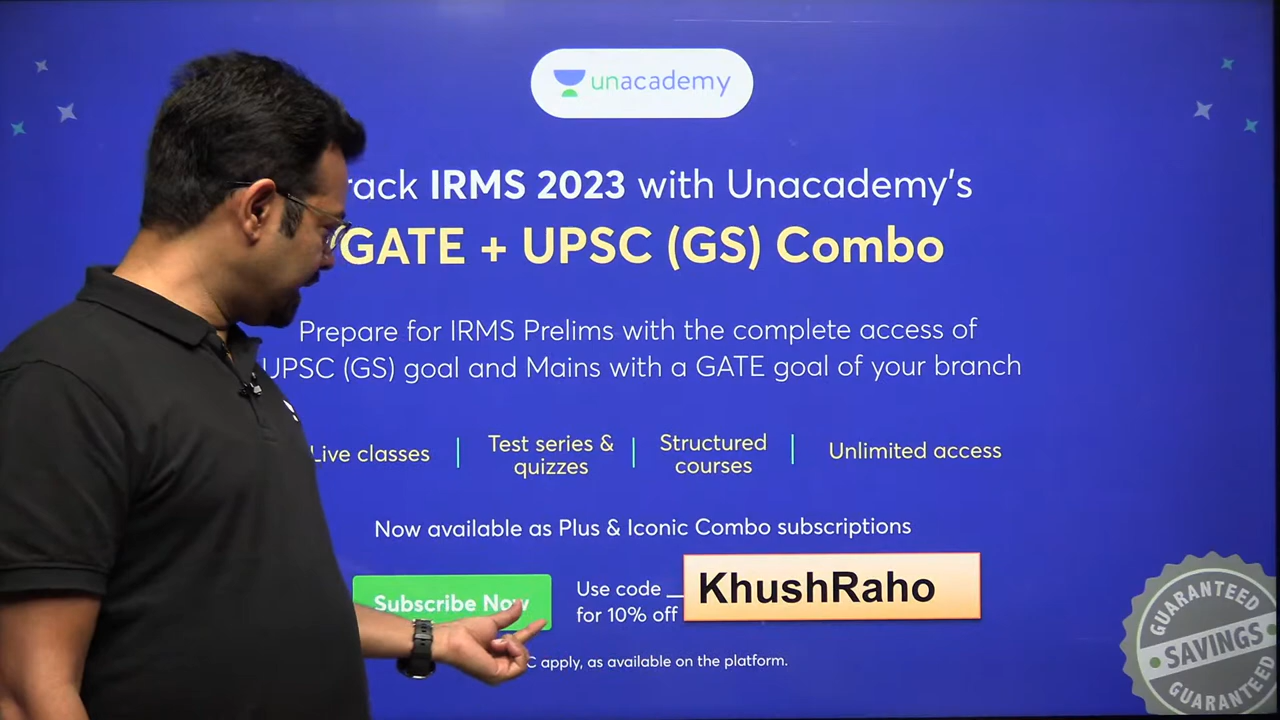 unacademy
rack IRMS 2023 with Unacademy's
GATE + UPSC (GS) Combo
Prepare for IRMS Prelims with the complete access of
UPSC (GS) goal and Mains with a GATE goal of your branch
Live classes
Test series &
quizzes
Structured
courses
Unlimited access
Now available as Plus & Iconic Combo subscriptions
Subscribe Now
Use code __
for 10% off
KhushRaho
C apply, as available on the platform.
GUARANTEED
SAVINGS
GUARANTEED